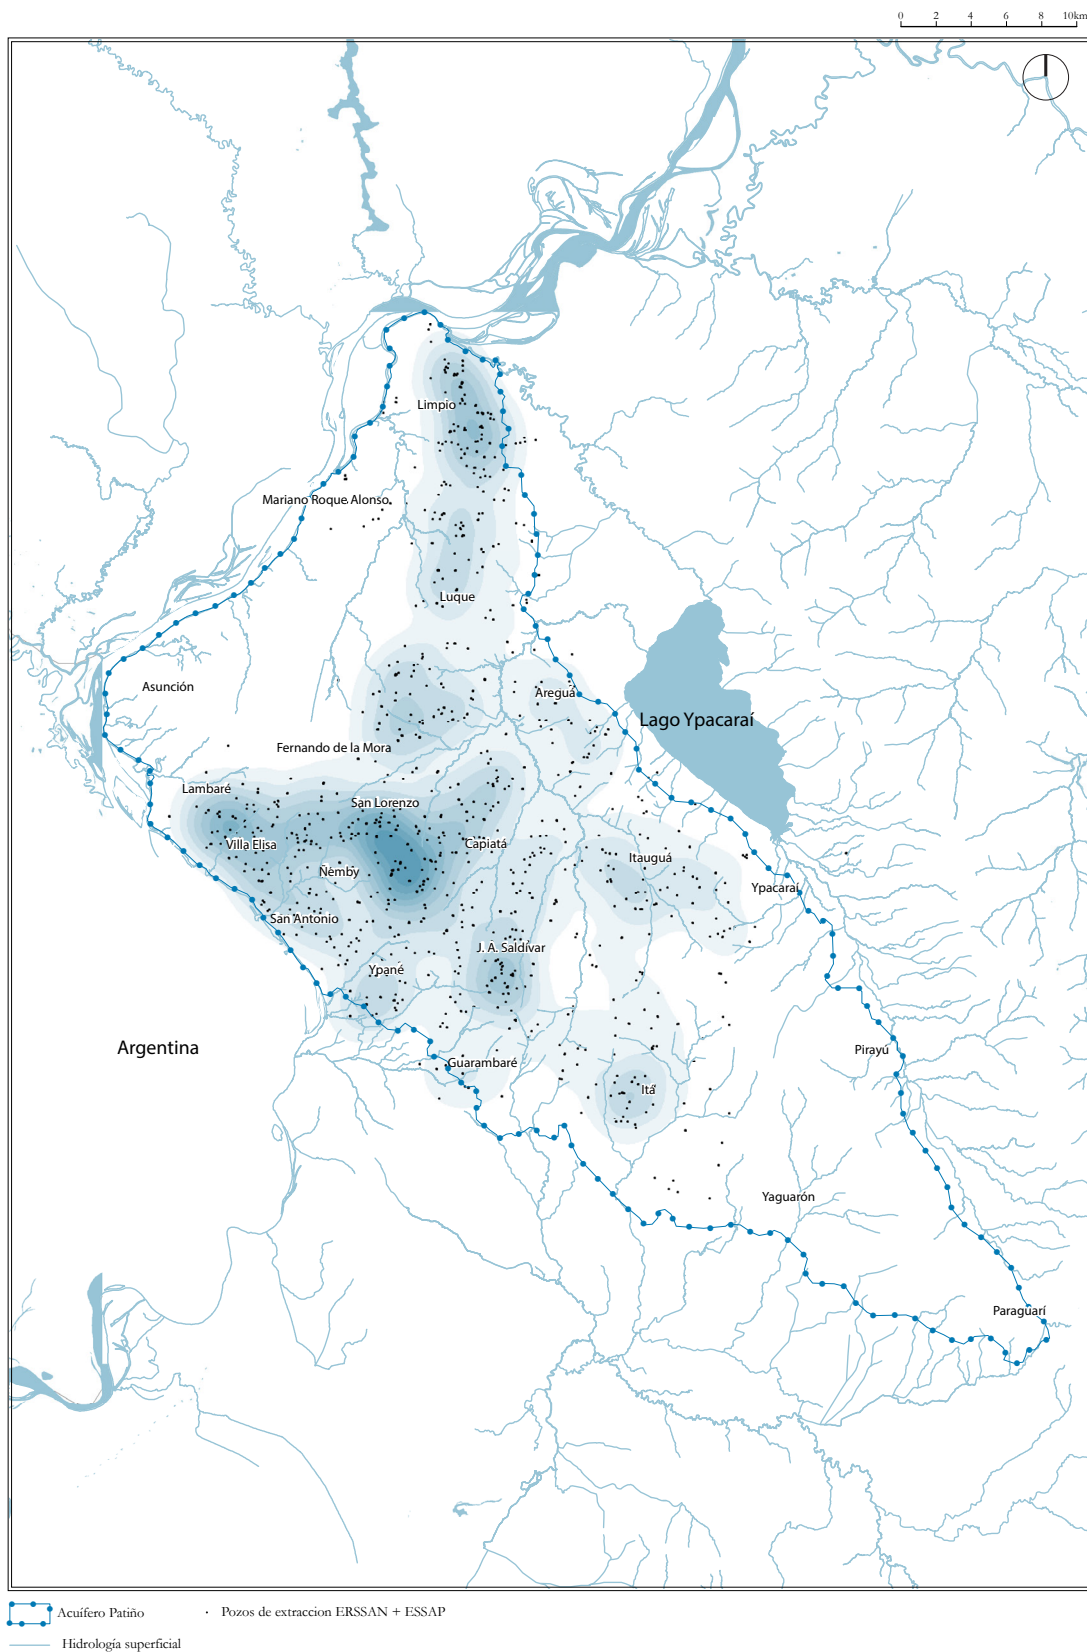 0 2 4 6 8 10km
Limpio
Mariano Roque Alonso
Luque
Asunción
Areguá
Lago Ypacaraí
Fernando de la Mora
Lambaré
San Lorenzo
Villa Elisa
Capiatá
Itauguá
Ñemby
Ypacaraí
San Antonio
J. A. Saldívar
Ypané
Argentina
Pirayú
Guarambaré
Itá
Yaguarón
Paraguarí
Acuífero Patiño
Pozos de extraccion ERSSAN + ESSAP
Hidrología superficial